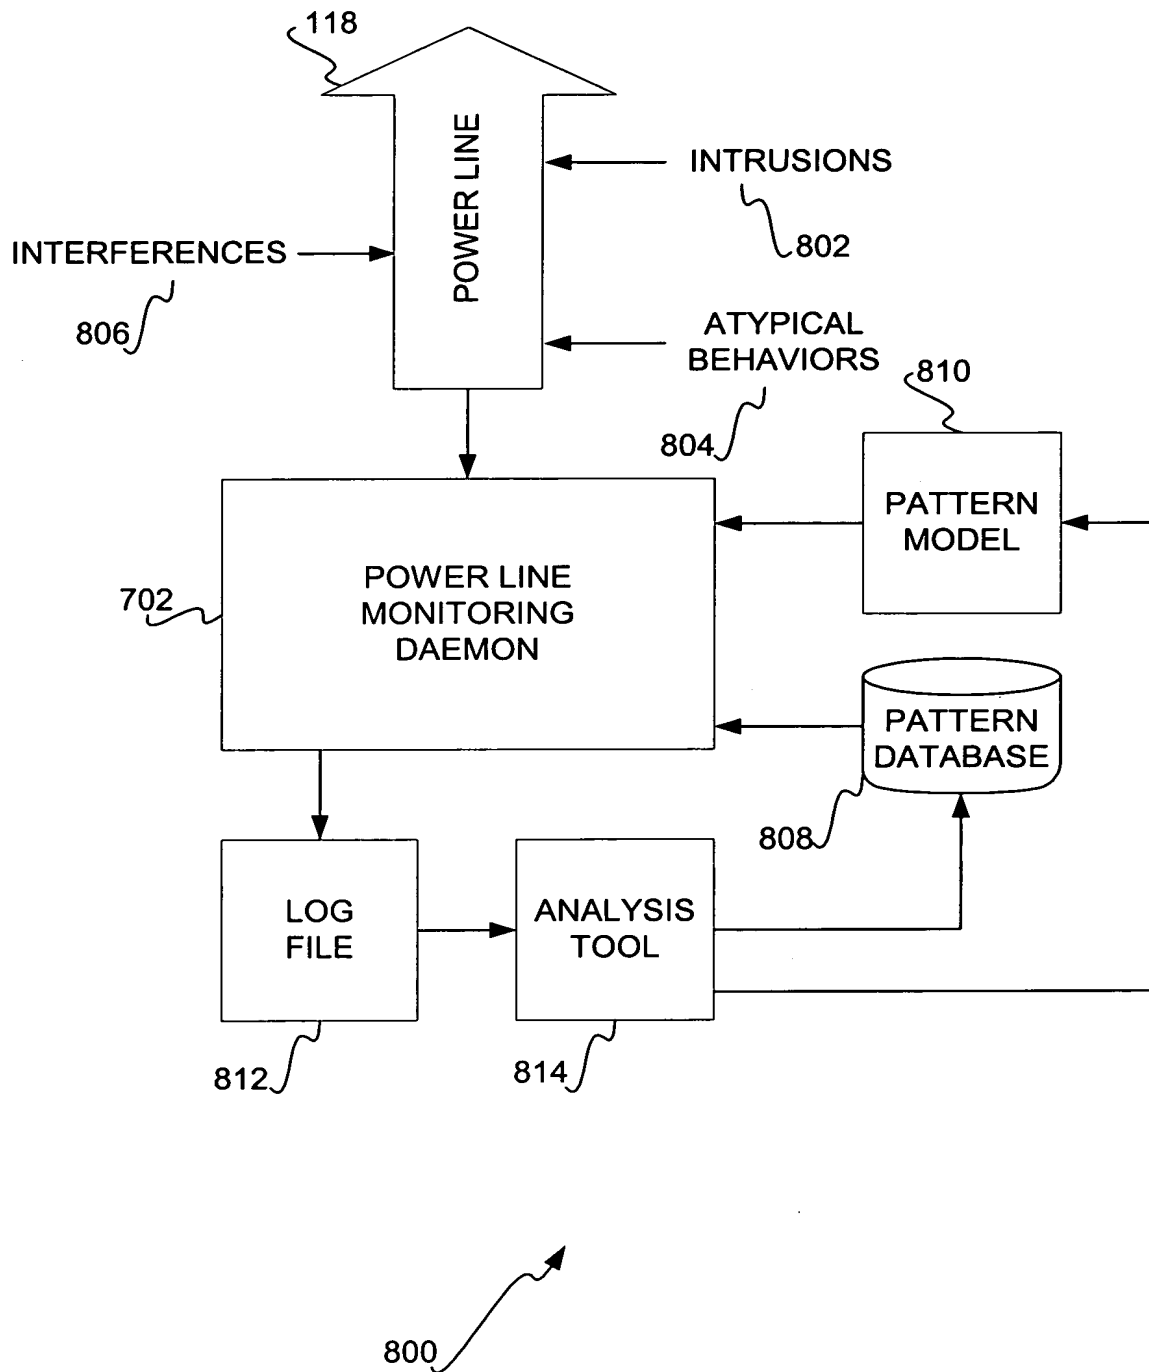 118
POWER LINE
INTRUSIONS
802
INTERFERENCES
806
ATYPICAL
BEHAVIORS
804
810
PATTERN
MODEL
702
POWER LINE
MONITORING
DAEMON
PATTERN
DATABASE
808
LOG
FILE
ANALYSIS
TOOL
812
814
800